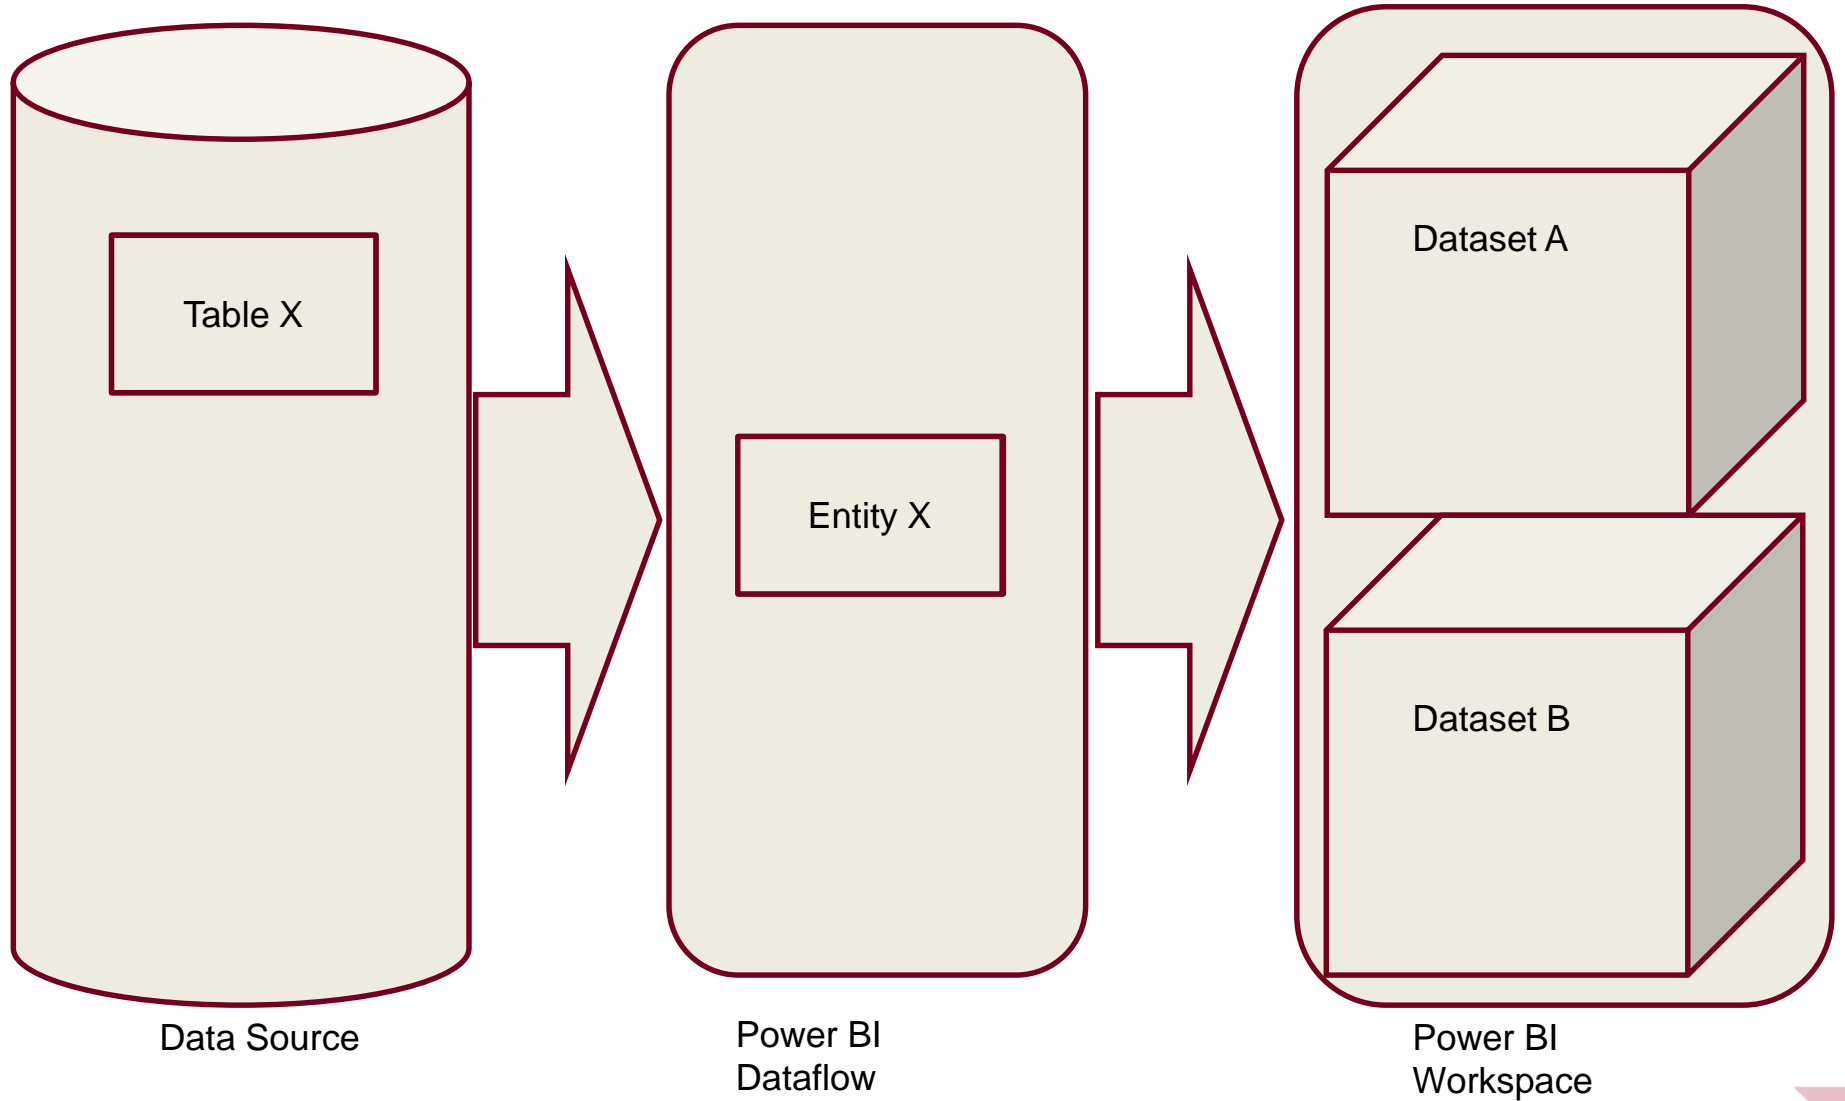 Table X
Entity X
Dataset A
Dataset B
Data Source
Power BI
Dataflow
Power BI
Workspace